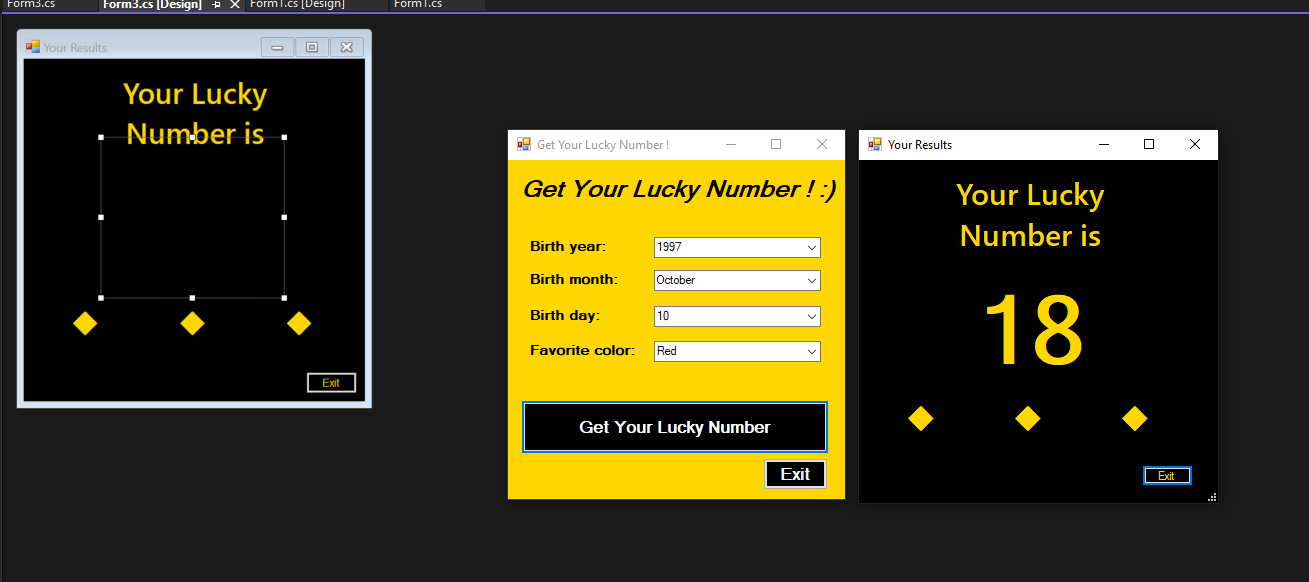 Form3.cs
Form3.cs [Design]
Form1.cs [Design]
Form1.cs
Your Results
Your Lucky
Number is
Exit
Get Your Lucky Number !
Get Your Lucky Number ! :)
Birth year:
1997
Birth month:
October
Birth day:
10
Favorite color:
Red
Get Your Lucky Number
Exit
Your Results
Your Lucky
Number is
18
Exit